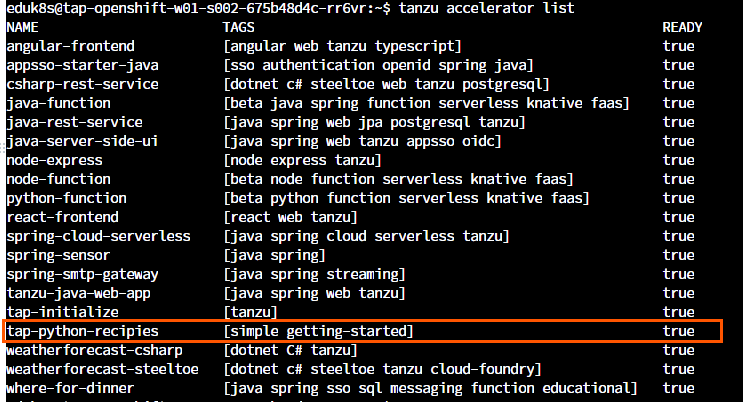 eduk8s@tap-openshift-w01-s002-675b48d4c-rr6vr:~$ tanzu accelerator list
NAME TAGS READY
angular-frontend [angular web tanzu typescript] true
appsso-starter-java [sso authentication openid spring java] true
csharp-rest-service [dotnet c# steeltoe web tanzu postgresql] true
java-function [beta java spring function serverless knative faas] true
java-rest-service [java spring web jpa postgresql tanzu] true
java-server-side-ui [java spring web tanzu appsso oidc] true
node-express [node express tanzu] true
node-function [beta node function serverless knative faas] true
python-function [beta python function serverless knative faas] true
react-frontend [react web tanzu] true
spring-cloud-serverless [java spring cloud serverless tanzu] true
spring-sensor [java spring] true
spring-smtp-gateway [java spring streaming] true
tanzu-java-web-app [java spring web tanzu] true
tap-initialize [tanzu] true
tap-python-recipies [simple getting-started] true
weatherforecast-csharp [dotnet C# tanzu] true
weatherforecast-steeltoe [dotnet c# steeltoe tanzu cloud-foundry] true
where-for-dinner [java spring sso sql messaging function educational] true